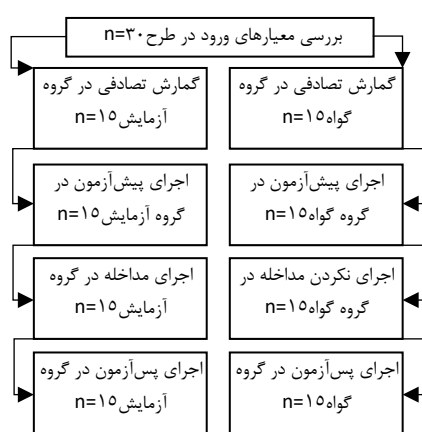 بررسی معیارهای ورود در طرح n=۳۰
گمارش تصادفی در گروه
گواه n=۱۵
گمارش تصادفی در گروه
آزمایش n=۱۵
اجرای پیش‌آزمون در
گروه گواه n=۱۵
اجرای پیش‌آزمون در
گروه آزمایش n=۱۵
اجرای نکردن مداخله در
گروه گواه n=۱۵
اجرای مداخله در گروه
آزمایش n=۱۵
اجرای پس‌آزمون در گروه
گواه n=۱۵
اجرای پس‌آزمون در گروه
آزمایش n=۱۵